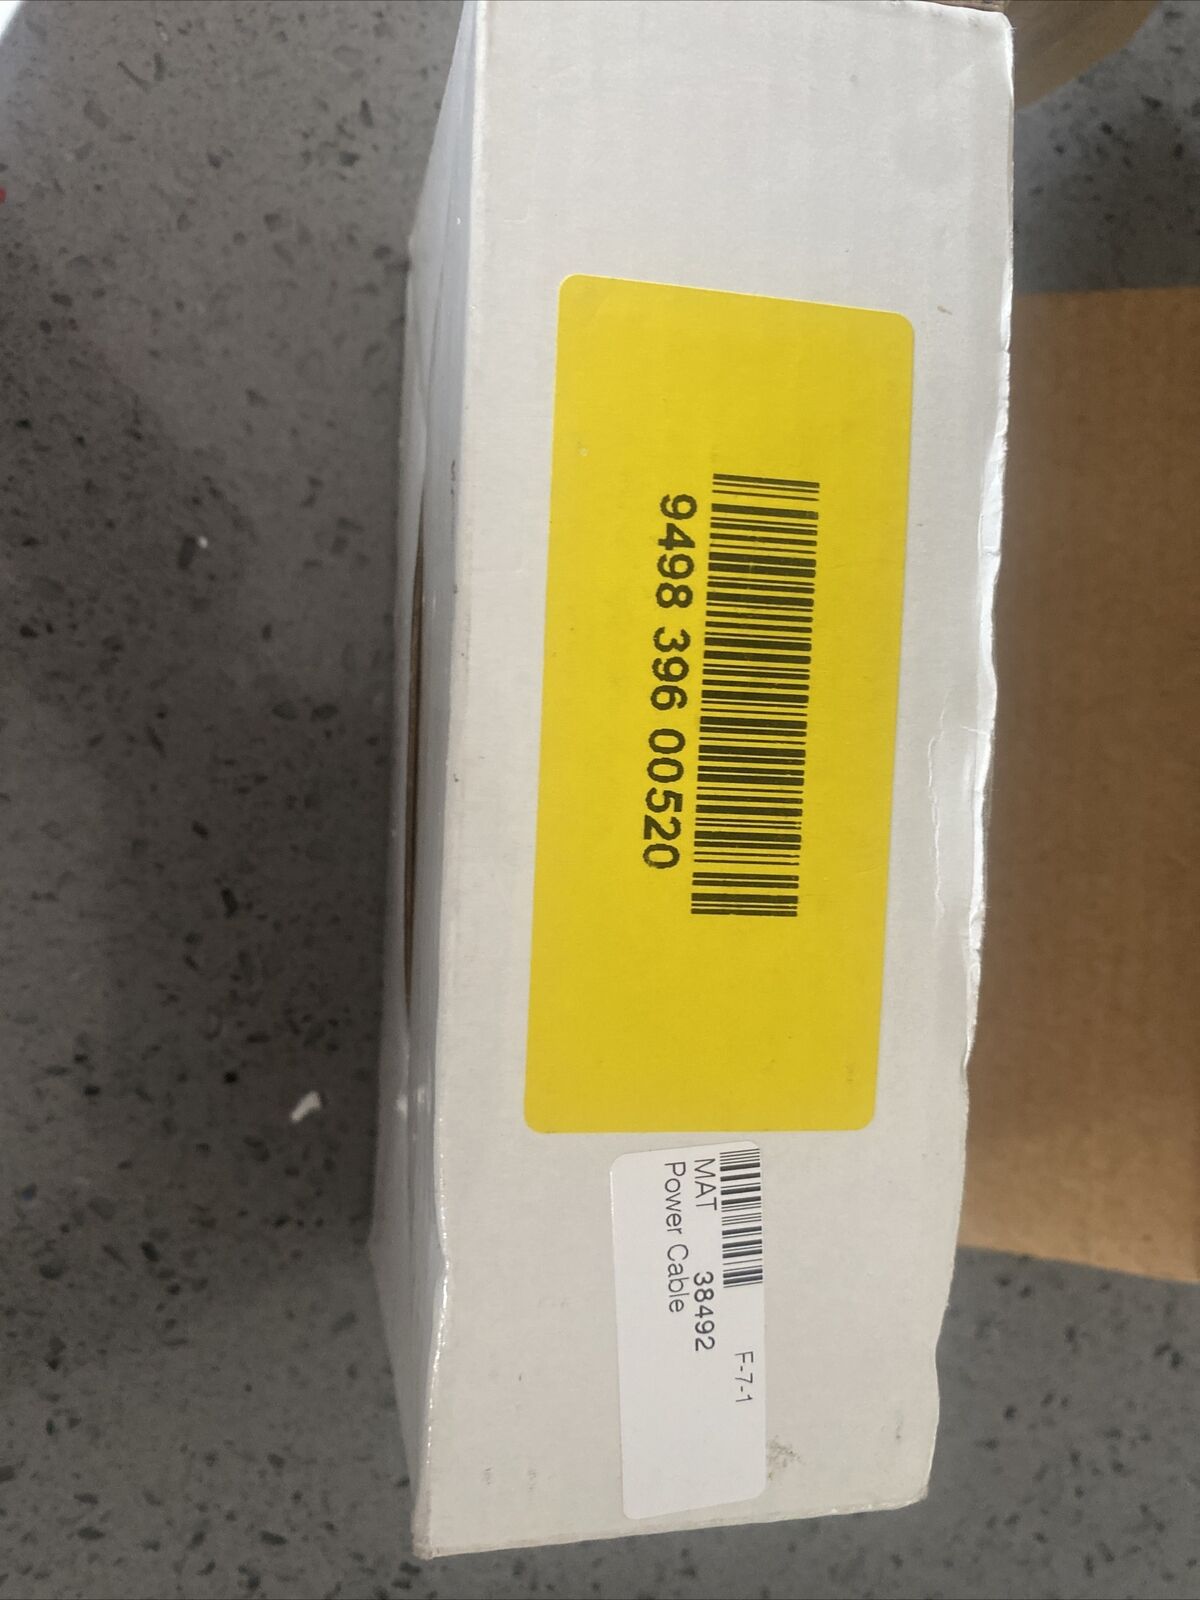 9498 396 00520
F-7-1
MAT 38492
Power Cable